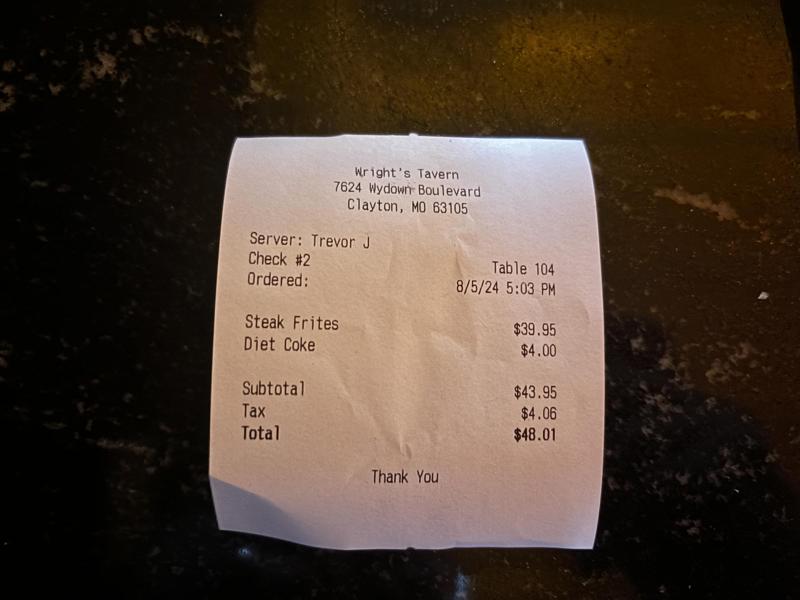 Wright's Tavern
7624 Wydown Boulevard
Clayton, MO 63105
Server: Trevor J
Check #2 Table 104
Ordered: 8/5/24 5:03 PM
Steak Frites $39.95
Diet Coke $4.00
Subtotal $43.95
Tax $4.06
Total $48.01
Thank You